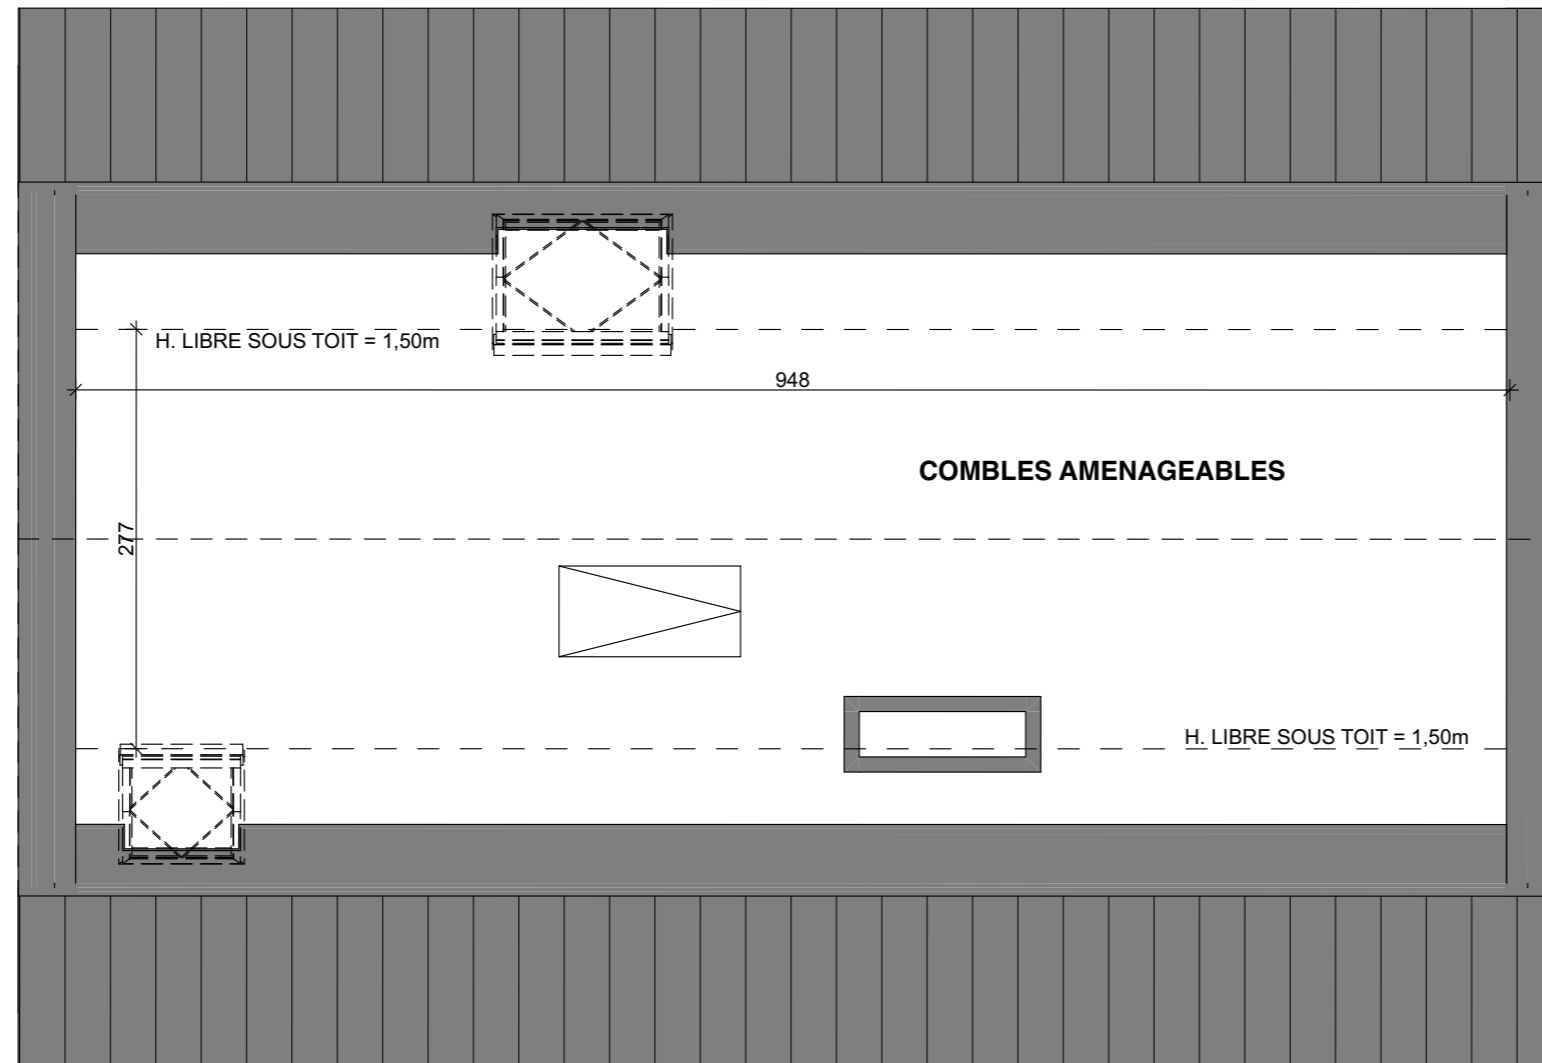 H. LIBRE SOUS TOIT = 1,50m
948
COMBLES AMENAGEABLES
277
H. LIBRE SOUS TOIT = 1,50m